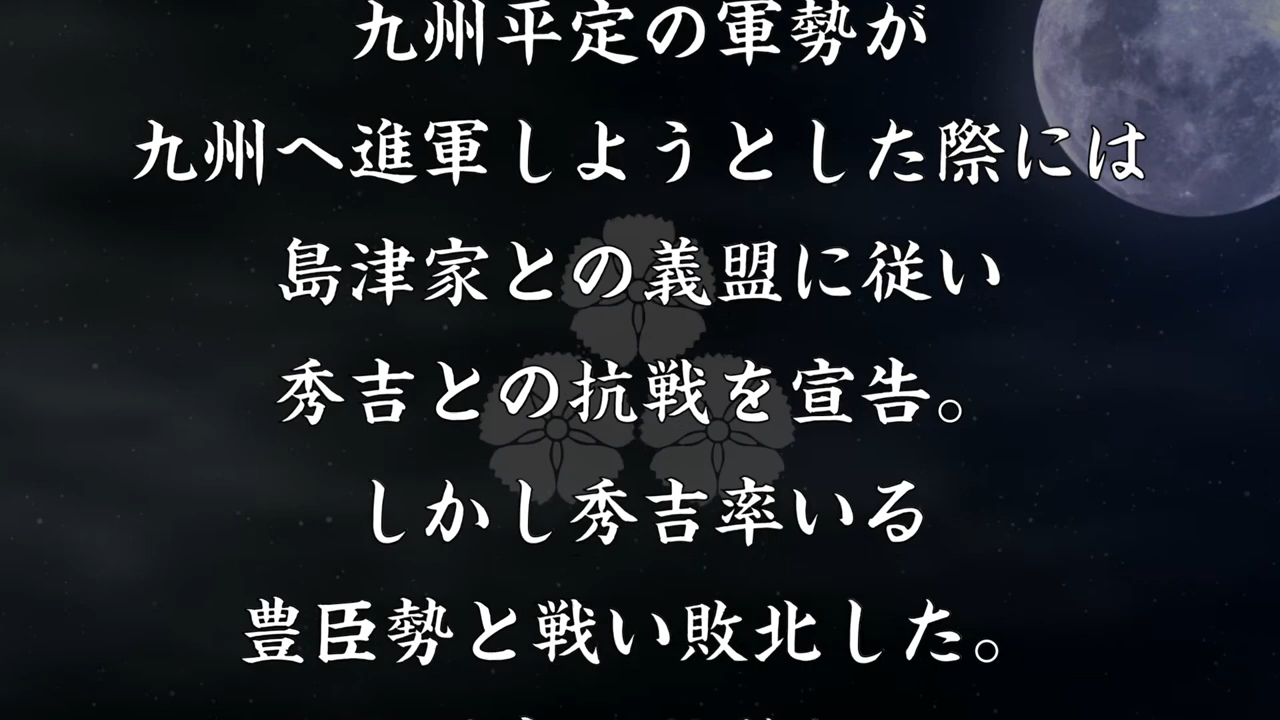 九州平定の軍勢が
九州へ進軍しようとした際には
島津家との義盟に従い
秀吉との抗戦を宣告。
しかし秀吉率いる
豊臣勢と戦い敗北した。